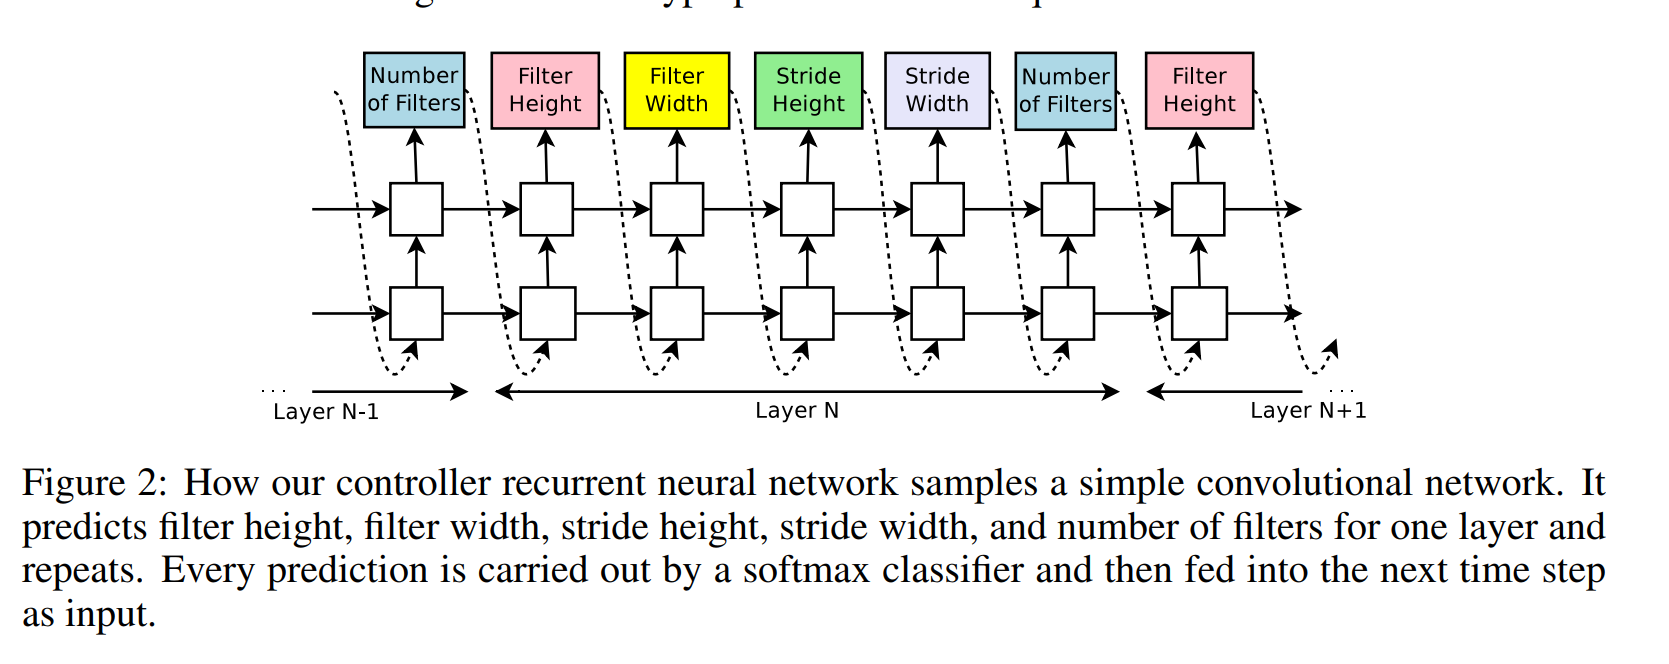 Number of Filters
Filter Height
Filter Width
Stride Height
Stride Width
Number of Filters
Filter Height
... Layer N-1
Layer N
... Layer N+1
Figure 2: How our controller recurrent neural network samples a simple convolutional network. It
predicts filter height, filter width, stride height, stride width, and number of filters for one layer and
repeats. Every prediction is carried out by a softmax classifier and then fed into the next time step
as input.